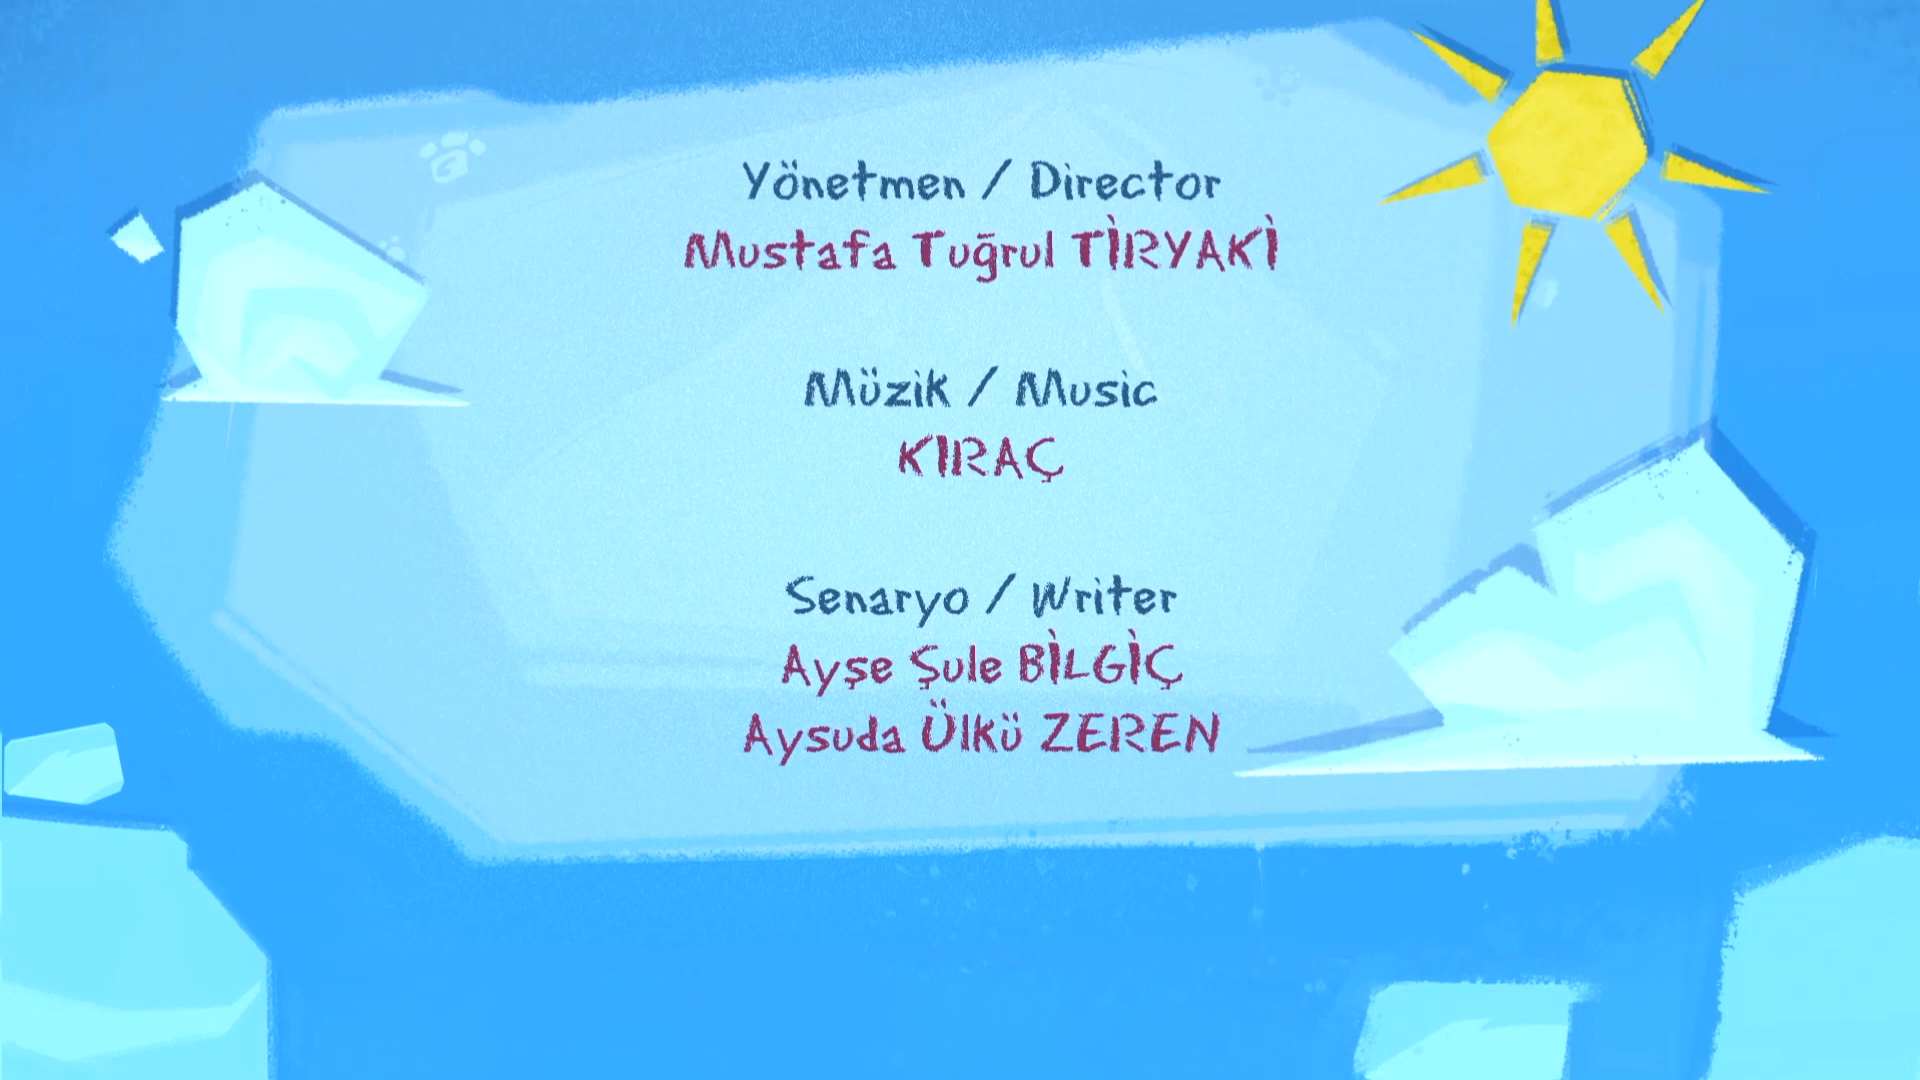 Yönetmen / Director
Mustafa Tuğrul TİRYAKİ
Müzik / Music
KIRAÇ
Senaryo / Writer
Ayşe Şule BİLGİÇ
Aysuda Ülkü ZEREN